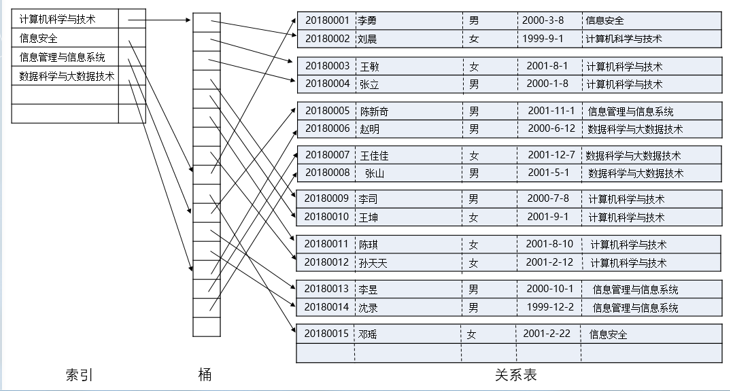 计算机科学与技术
信息安全
信息管理与信息系统
数据科学与大数据技术
20180001 李勇 男 2000-3-8 信息安全
20180002 刘晨 女 1999-9-1 计算机科学与技术
20180003 王敏 女 2001-8-1 计算机科学与技术
20180004 张立 男 2000-1-8 计算机科学与技术
20180005 陈新奇 男 2001-11-1 信息管理与信息系统
20180006 赵明 男 2000-6-12 数据科学与大数据技术
20180007 王佳佳 女 2001-12-7 数据科学与大数据技术
20180008 张山 男 2001-5-1 数据科学与大数据技术
20180009 李司 男 2000-7-8 计算机科学与技术
20180010 王坤 女 2001-9-1 计算机科学与技术
20180011 陈琪 女 2001-8-10 计算机科学与技术
20180012 孙天天 女 2001-2-12 计算机科学与技术
20180013 李昱 男 2000-10-1 信息管理与信息系统
20180014 沈录 男 1999-12-2 信息管理与信息系统
20180015 邓瑶 女 2001-2-22 信息安全
索引 桶 关系表